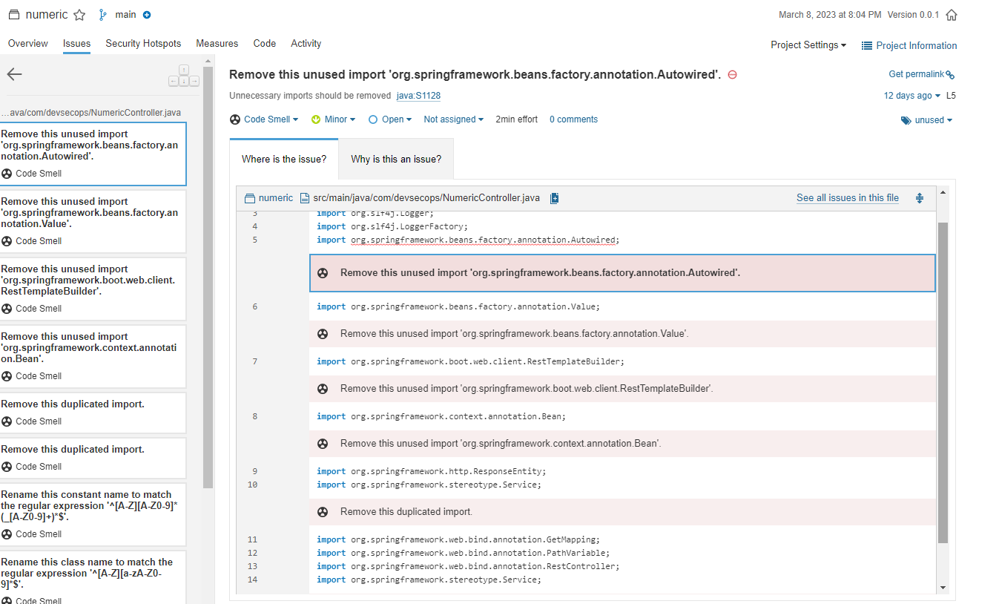 numeric main
March 8, 2023 at 8:04 PM Version 0.0.1
Overview Issues Security Hotspots Measures Code Activity
Project Settings Project Information
…ava/com/devsecops/NumericController.java
Remove this unused import
'org.springframework.beans.factory.an
notation.Autowired'.
Code Smell
Remove this unused import
'org.springframework.beans.factory.an
notation.Value'.
Code Smell
Remove this unused import
'org.springframework.boot.web.client.
RestTemplateBuilder'.
Code Smell
Remove this unused import
'org.springframework.context.annotati
on.Bean'.
Code Smell
Remove this duplicated import.
Code Smell
Remove this duplicated import.
Code Smell
Rename this constant name to match
the regular expression '^[A-Z][A-Z0-9]*
(_[A-Z0-9]+)*$'.
Code Smell
Rename this class name to match the
regular expression '^[A-Z][a-zA-Z0-
9]*$'.
Code Smell
Remove this unused import 'org.springframework.beans.factory.annotation.Autowired'.
Get permalink
Unnecessary imports should be removed java:S1128
12 days ago L5
Code Smell Minor Open Not assigned 2min effort 0 comments
unused
Where is the issue? Why is this an issue?
numeric src/main/java/com/devsecops/NumericController.java
See all issues in this file
3 import org.slf4j.Logger;
4 import org.slf4j.LoggerFactory;
5 import org.springframework.beans.factory.annotation.Autowired;
Remove this unused import 'org.springframework.beans.factory.annotation.Autowired'.
6 import org.springframework.beans.factory.annotation.Value;
Remove this unused import 'org.springframework.beans.factory.annotation.Value'.
7 import org.springframework.boot.web.client.RestTemplateBuilder;
Remove this unused import 'org.springframework.boot.web.client.RestTemplateBuilder'.
8 import org.springframework.context.annotation.Bean;
Remove this unused import 'org.springframework.context.annotation.Bean'.
9 import org.springframework.http.ResponseEntity;
10 import org.springframework.stereotype.Service;
Remove this duplicated import.
11 import org.springframework.web.bind.annotation.GetMapping;
12 import org.springframework.web.bind.annotation.PathVariable;
13 import org.springframework.web.bind.annotation.RestController;
14 import org.springframework.stereotype.Service;